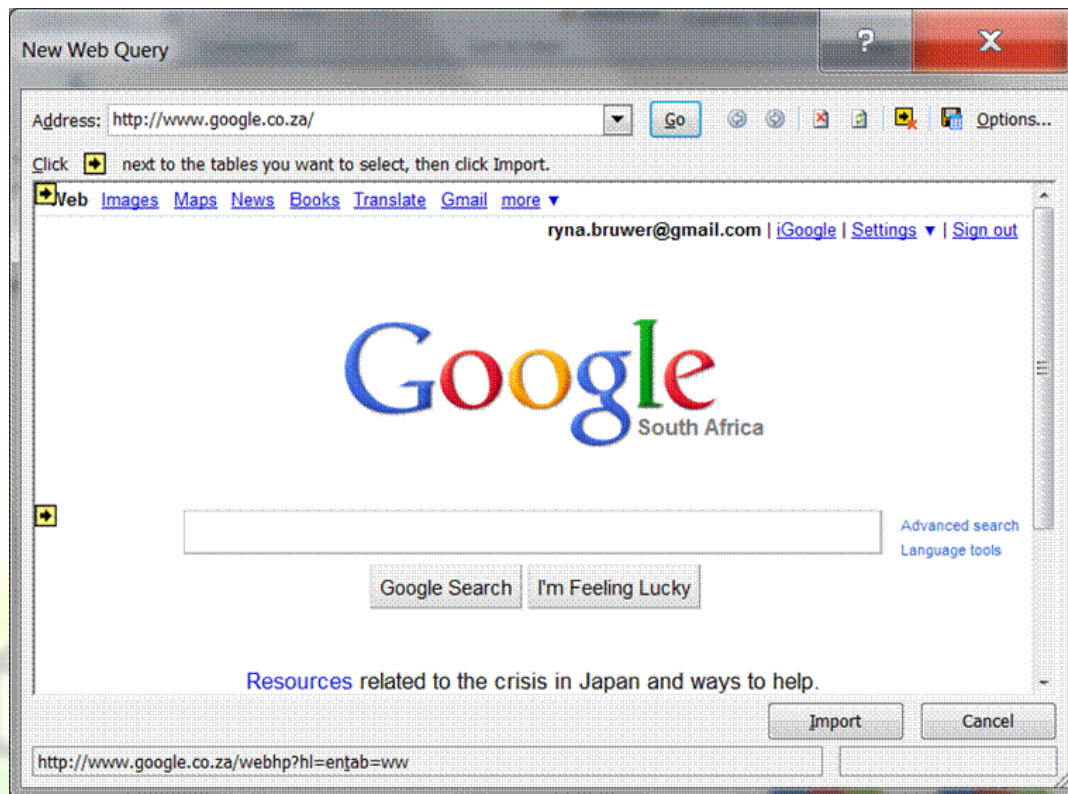 New Web Query
Address: http://www.google.co.za/ Go Options...
Click next to the tables you want to select, then click Import.
Web Images Maps News Books Translate Gmail more ▼
ryna.bruwer@gmail.com | iGoogle | Settings ▼ | Sign out
Google
South Africa
Advanced search
Language tools
Google Search I'm Feeling Lucky
Resources related to the crisis in Japan and ways to help.
Import Cancel
http://www.google.co.za/webhp?hl=entab=ww